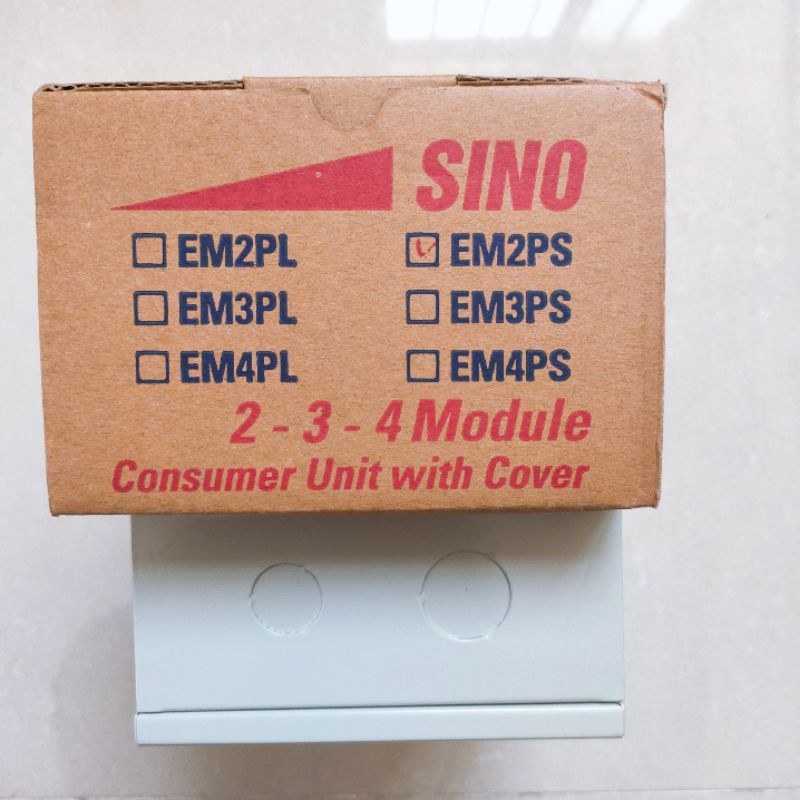 SINO
EM2PL EM2PS
EM3PL EM3PS
EM4PL EM4PS
2 - 3 - 4 Module
Consumer Unit with Cover